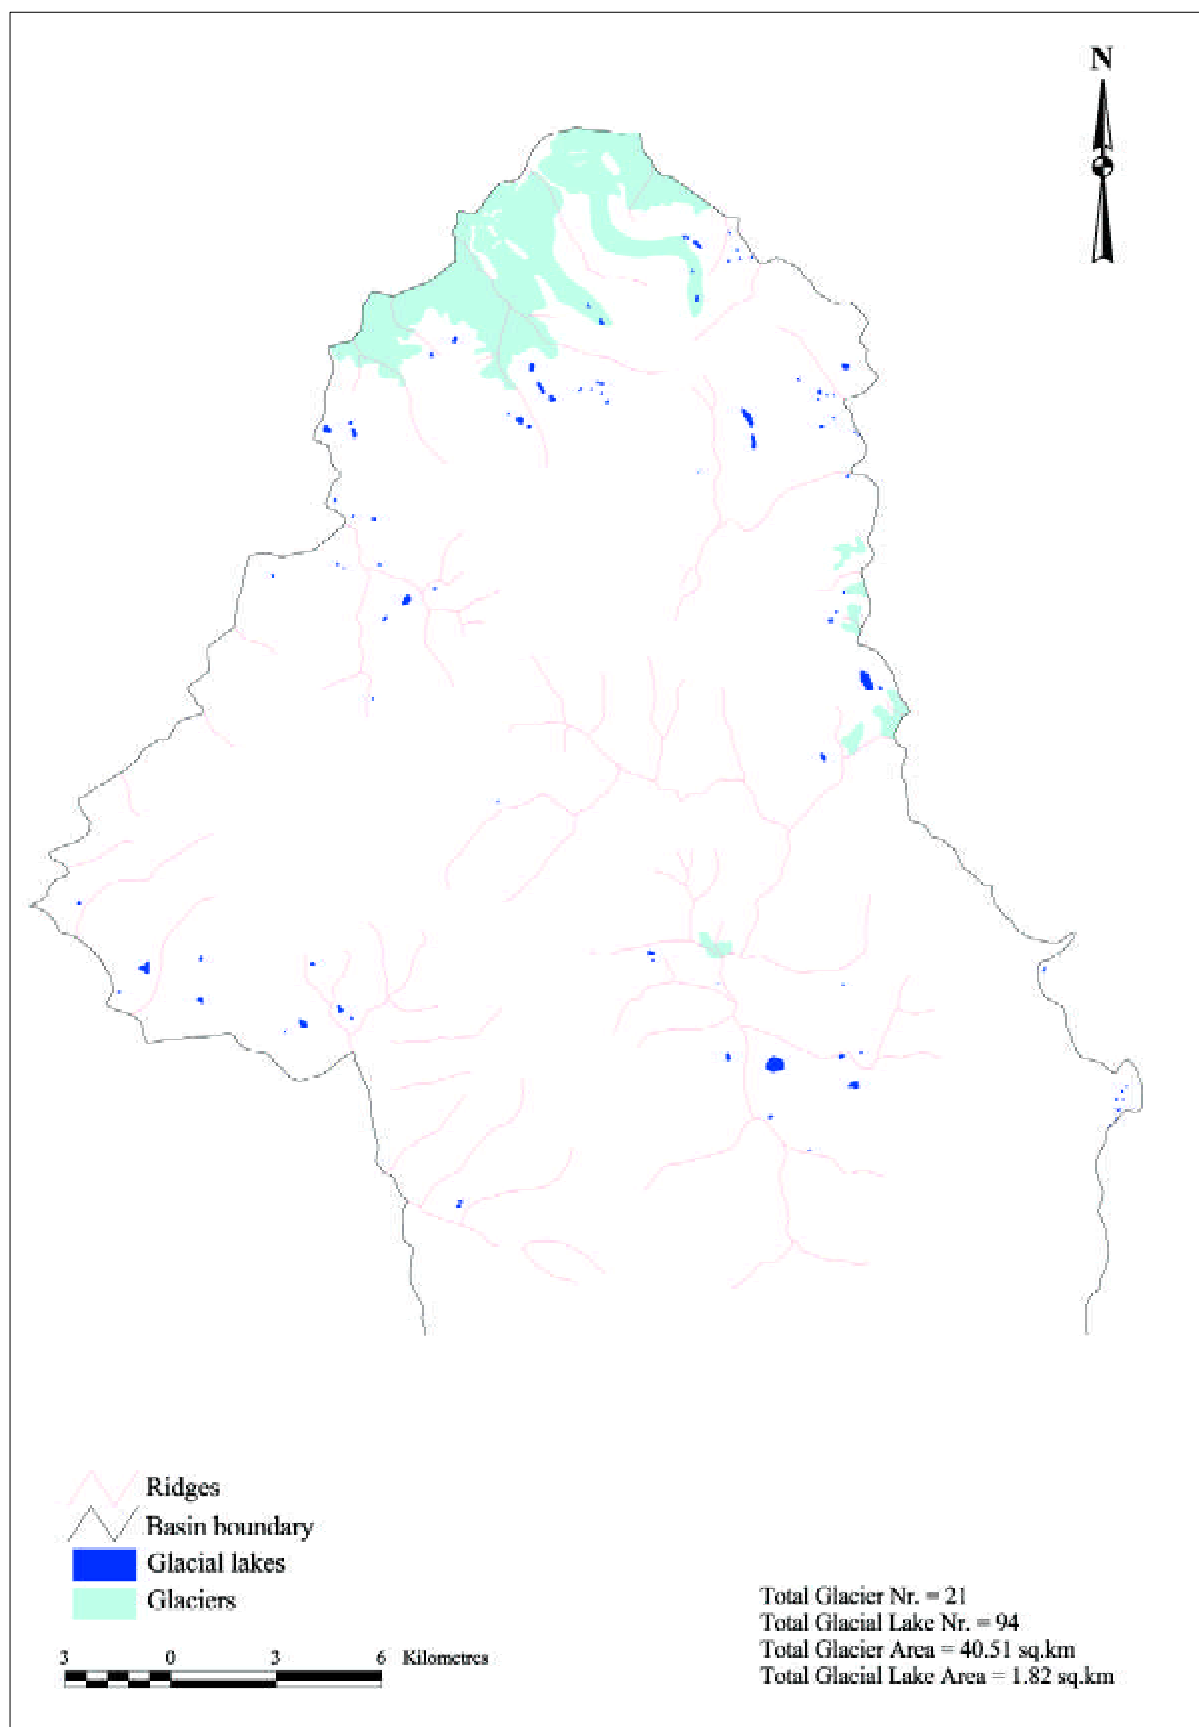 N
Ridges
Basin boundary
Glacial lakes
Glaciers
3 0 3 6 Kilometres
Total Glacier Nr. = 21
Total Glacial Lake Nr. = 94
Total Glacier Area = 40.51 sq.km
Total Glacial Lake Area = 1.82 sq.km